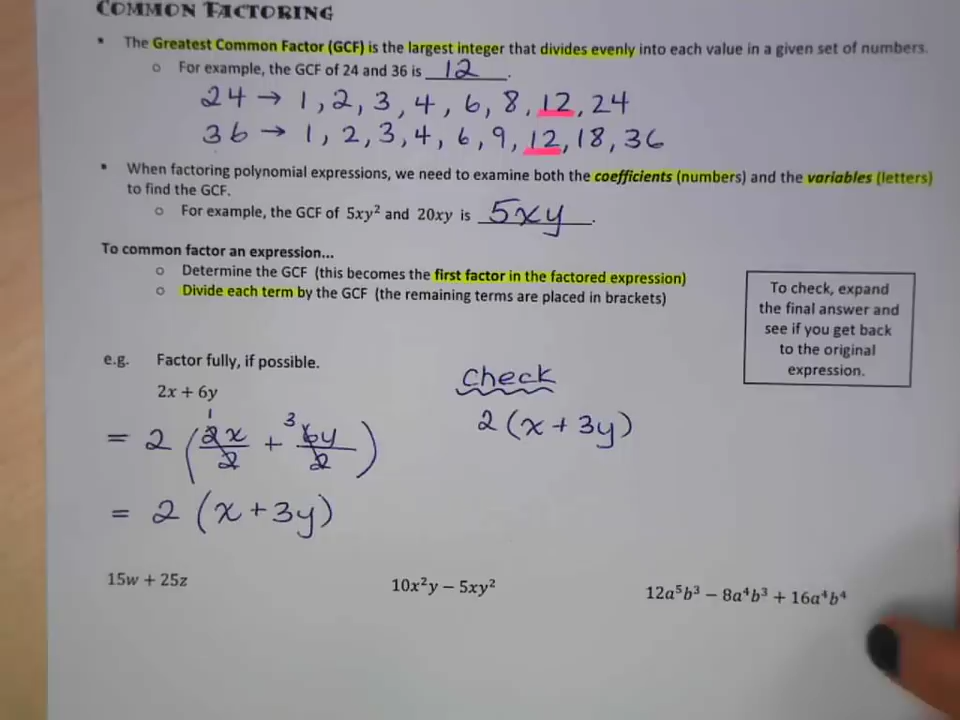 COMMON FACTORING
• The Greatest Common Factor (GCF) is the largest integer that divides evenly into each value in a given set of numbers.
○ For example, the GCF of 24 and 36 is 12.
24 → 1, 2, 3, 4, 6, 8, 12, 24
36 → 1, 2, 3, 4, 6, 9, 12, 18, 36
• When factoring polynomial expressions, we need to examine both the coefficients (numbers) and the variables (letters)
to find the GCF.
○ For example, the GCF of 5xy² and 20xy is 5xy.
To common factor an expression...
○ Determine the GCF (this becomes the first factor in the factored expression)
○ Divide each term by the GCF (the remaining terms are placed in brackets)
To check, expand
the final answer and
see if you get back
to the original
expression.
e.g. Factor fully, if possible.
2x + 6y
1 3
= 2 (2x/2 + 6y/2)
= 2 (x + 3y)
Check
2 (x + 3y)
15w + 25z
10x²y − 5xy²
12a⁵b³ − 8a⁴b³ + 16a⁴b⁴